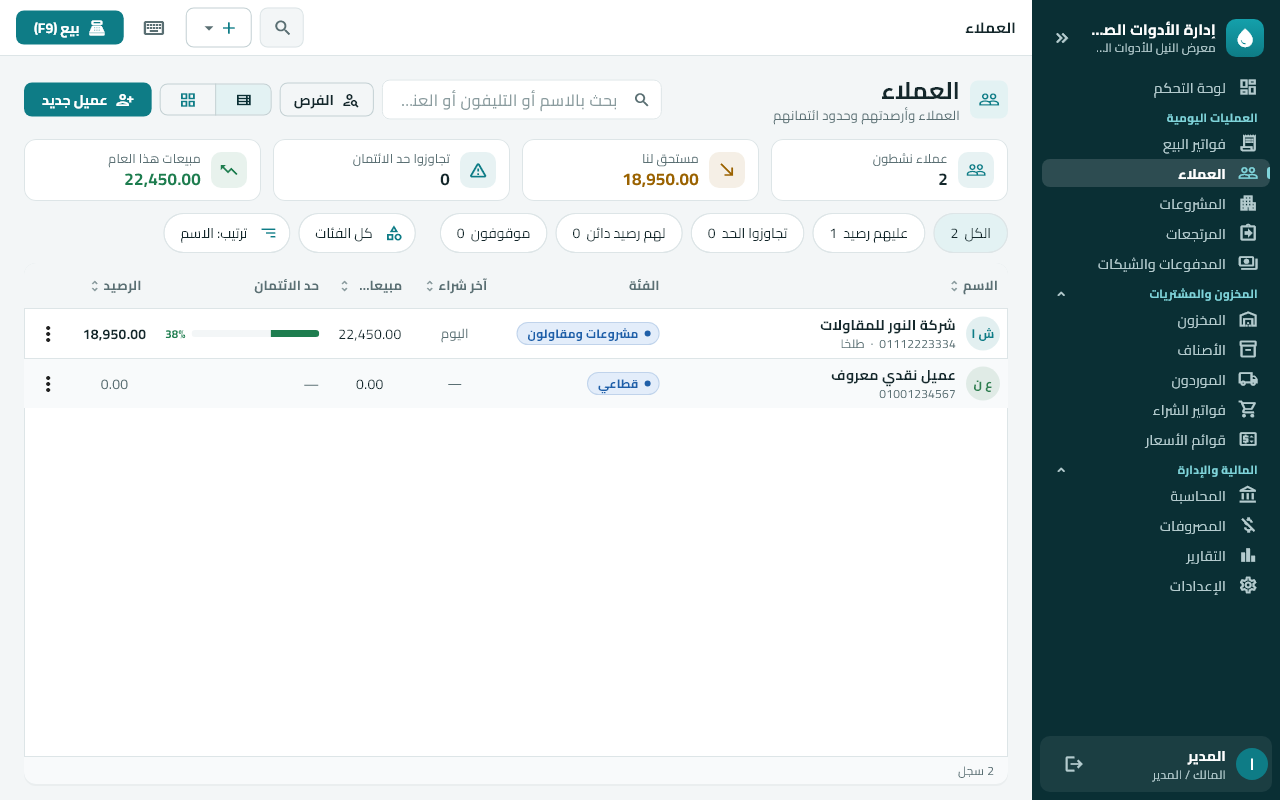 إدارة الأدوات الصـ...
معرض النيل للأدوات الـ...
لوحة التحكم
العمليات اليومية
فواتير البيع
العملاء
المشروعات
المرتجعات
المدفوعات والشيكات
المخزون والمشتريات
المخزون
الأصناف
الموردون
فواتير الشراء
قوائم الأسعار
المالية والإدارة
المحاسبة
المصروفات
التقارير
الإعدادات
ا
المدير
المالك / المدير
العملاء
بيع (F9)
العملاء
العملاء وأرصدتهم وحدود ائتمانهم
بحث بالاسم أو التليفون أو العنـ...
الفرص
عميل جديد
عملاء نشطون
2
مستحق لنا
18,950.00
تجاوزوا حد الائتمان
0
مبيعات هذا العام
22,450.00
الكل 2
عليهم رصيد 1
تجاوزوا الحد 0
لهم رصيد دائن 0
موقوفون 0
كل الفئات
ترتيب: الاسم
الاسم الفئة آخر شراء مبيعا... حد الائتمان الرصيد
ش ا شركة النور للمقاولات مشروعات ومقاولون اليوم 22,450.00 38% 18,950.00
01112223334 · طلخا
ع ن عميل نقدي معروف قطاعي — 0.00 — 0.00
01001234567
2 سجل